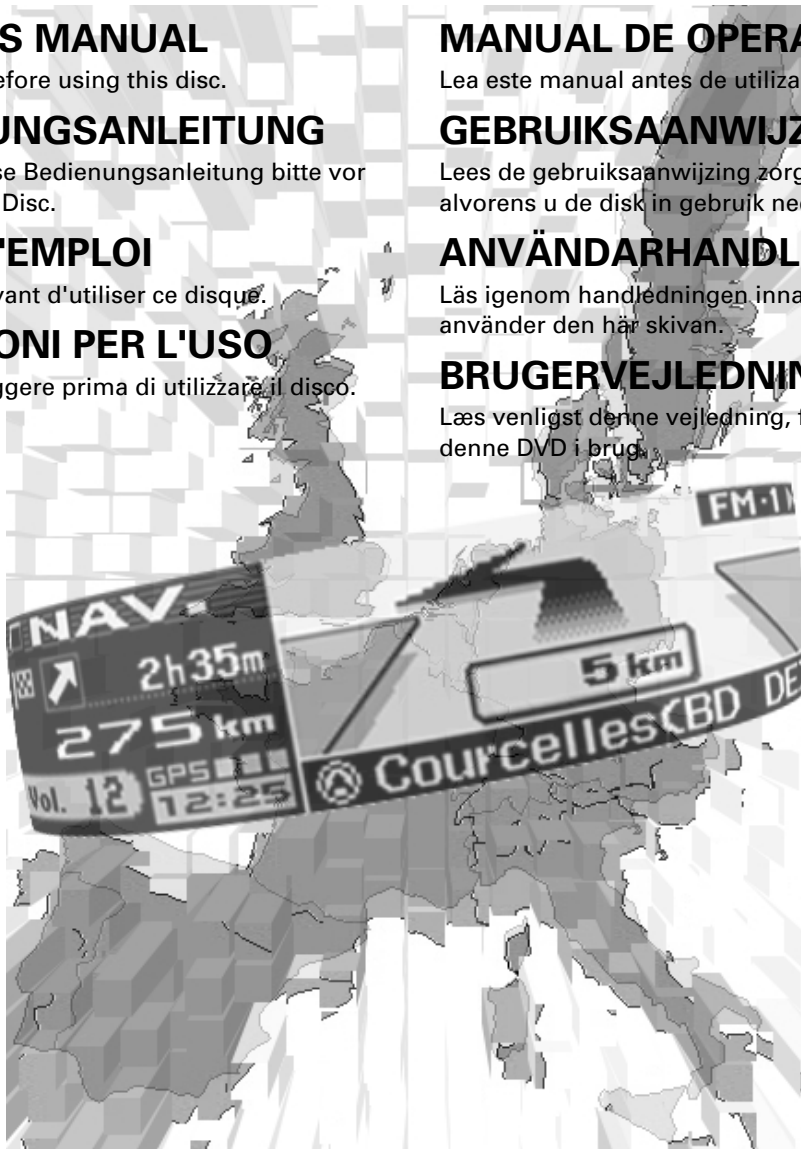 S MANUAL
efore using this disc.
UNGSANLEITUNG
se Bedienungsanleitung bitte vor
Disc.
'EMPLOI
vant d'utiliser ce disque.
ONI PER L'USO
ggere prima di utilizzare il disco.
MANUAL DE OPERA
Lea este manual antes de utiliza
GEBRUIKSAANWIJZ
Lees de gebruiksaanwijzing zorg
alvorens u de disk in gebruik nee
ANVÄNDARHANDL
Läs igenom handledningen inna
använder den här skivan.
BRUGERVEJLEDNIN
Læs venligst denne vejledning, f
denne DVD i brug.
FM·1
NAV
2h35m
5 km
275 km
Vol. 12
GPS
12:25
Courcelles(BD DE